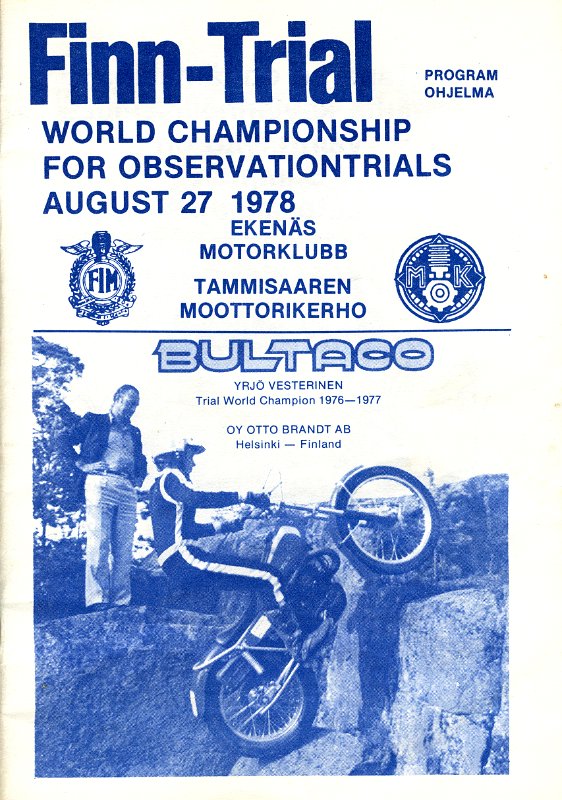 Finn-Trial
PROGRAM
OHJELMA
WORLD CHAMPIONSHIP
FOR OBSERVATIONTRIALS
AUGUST 27 1978
EKENÄS
MOTORKLUBB
TAMMISAAREN
MOOTTORIKERHO
FIM
MTK
BULTACO
YRJÖ VESTERINEN
Trial World Champion 1976—1977
OY OTTO BRANDT AB
Helsinki — Finland